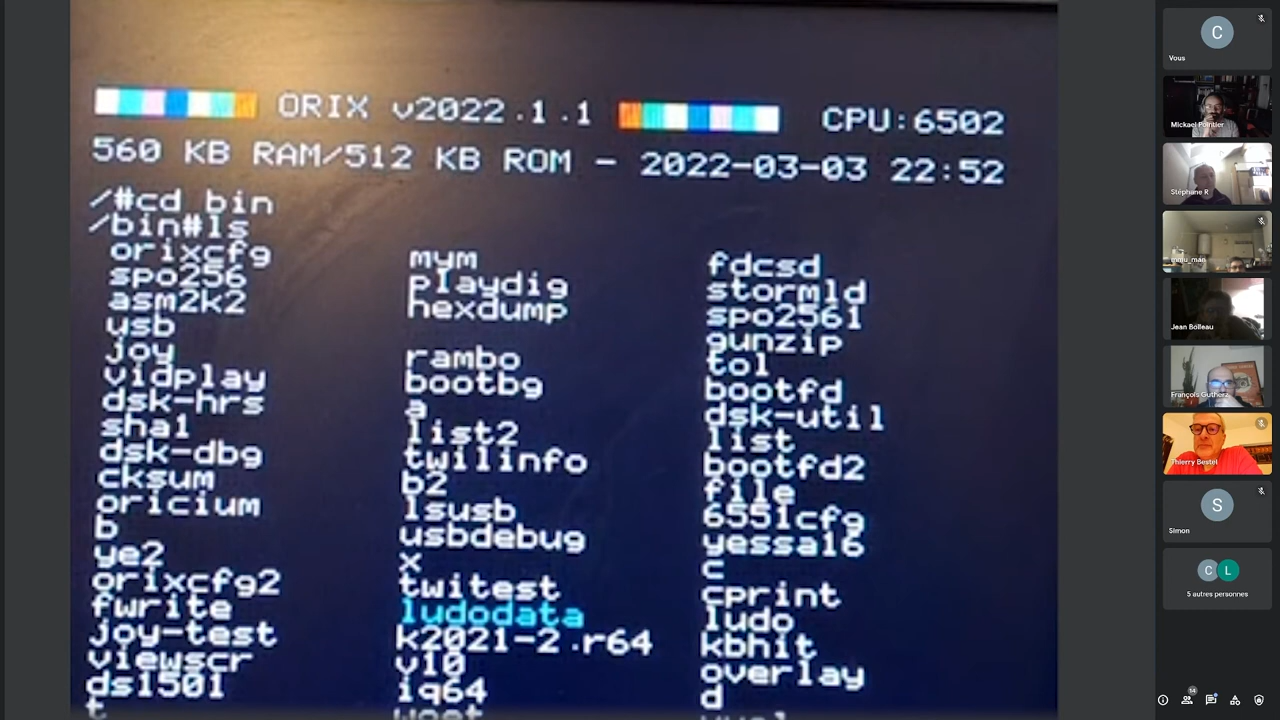 ORIX v2022.1.1 CPU:6502
560 KB RAM/512 KB ROM - 2022-03-03 22:52
/#cd bin
/bin#ls
orixcfg mym fdcsd
spo256 playdig stormld
asm2k2 hexdump spo2561
usb gunzip
joy rambo tol
vidplay bootbg bootfd
dsk-hrs a dsk-util
sha1 list2 list
dsk-dbg twilinfo bootfd2
cksum b2 file
oricium lsusb 6551cfg
b usbdebug yessa16
ye2 x c
orixcfg2 twitest cprint
fwrite ludodata ludo
joy-test k2021-2.r64 kbhit
viewscr v10 overlay
ds1501 iq64 d
t
C
Vous
Mickael Pointier
Stéphane R
Jean Bolleau
François Gutherz
Thierry Bestel
S
Simon
C L
5 autres personnes
14